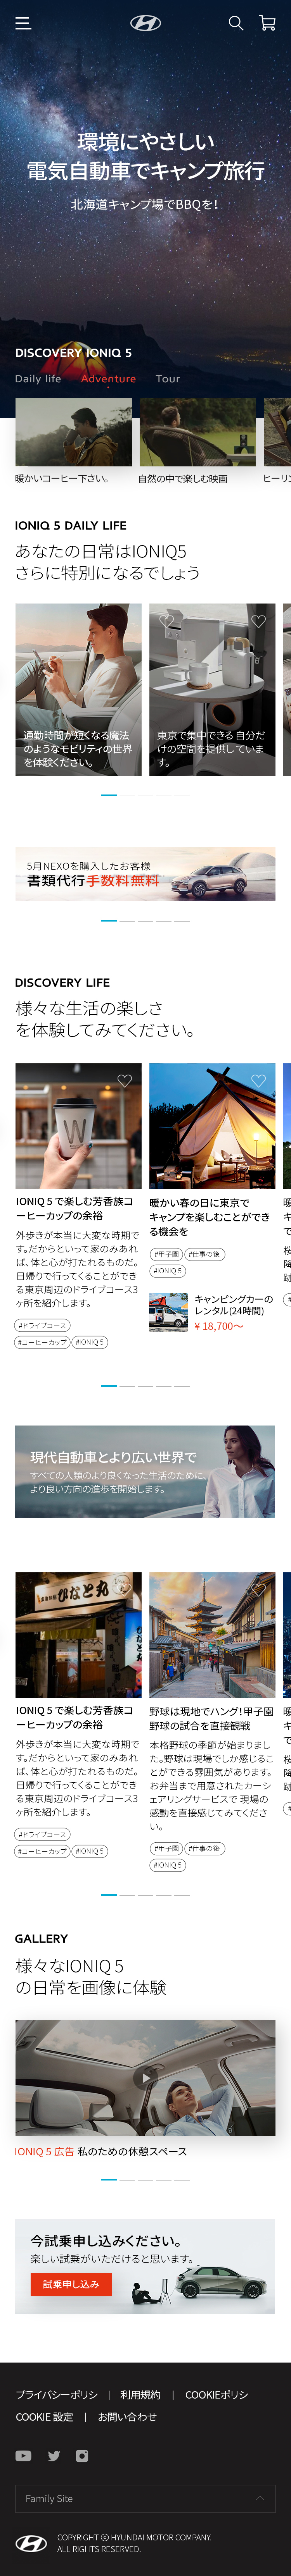 環境にやさしい
電気自動車でキャンプ旅行
北海道キャンプ場でBBQを!
DISCOVERY IONIQ 5
Daily life Adventure Tour
暖かいコーヒー下さい。 自然の中で楽しむ映画 ヒーリン
IONIQ 5 DAILY LIFE
あなたの日常はIONIQ5
さらに特別になるでしょう
通勤時間が短くなる魔法
のようなモビリティの世界
を体験ください。
東京で集中できる 自分だ
けの空間を提供していま
す。
5月NEXOを購入したお客様
書類代行手数料無料
DISCOVERY LIFE
様々な生活の楽しさ
を体験してみてください。
IONIQ 5 で楽しむ芳香族コ
ーヒーカップの余裕
外歩きが本当に大変な時期で
す。だからといって家のみあれ
ば、体と心が打たれるものだ。
日帰りで行ってくることができ
る東京周辺のドライブコース3
ヶ所を紹介します。
#ドライブコース
#コーヒーカップ #IONIQ 5
暖かい春の日に東京で
キャンプを楽しむことができ
る機会を
#甲子園 #仕事の後
#IONIQ 5
キャンピングカーの
レンタル(24時間)
¥ 18,700〜
現代自動車とより広い世界で
すべての人類のより良くなった生活のために、
より良い方向の進歩を開始します。
IONIQ 5 で楽しむ芳香族コ
ーヒーカップの余裕
外歩きが本当に大変な時期で
す。だからといって家のみあれ
ば、体と心が打たれるものだ。
日帰りで行ってくることができ
る東京周辺のドライブコース3
ヶ所を紹介します。
#ドライブコース
#コーヒーカップ #IONIQ 5
野球は現地でハング!甲子園
野球の試合を直接観戦
本格野球の季節が始まりまし
た。野球は現場でしか感じるこ
とができる雰囲気があります。
お弁当まで用意されたカーシ
ェアリングサービスで 現場の
感動を直接感じてみてくださ
い。
#甲子園 #仕事の後
#IONIQ 5
GALLERY
様々なIONIQ 5
の日常を画像に体験
IONIQ 5 広告 私のための休憩スペース
今試乗申し込みください。
楽しい試乗がいただけると思います。
試乗申し込み
プライバシーポリシ | 利用規約 | COOKIEポリシ
COOKIE 設定 | お問い合わせ
Family Site
COPYRIGHT ⓒ HYUNDAI MOTOR COMPANY.
ALL RIGHTS RESERVED.